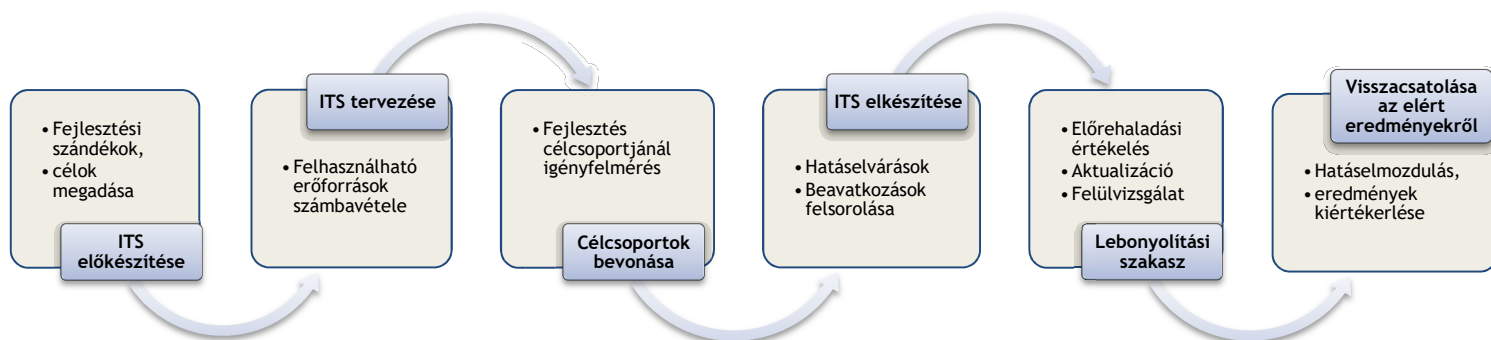 • Fejlesztési
szándékok,
• célok
megadása
ITS
előkészítése
ITS tervezése
• Felhasználható
erőforrások
számbavétele
• Fejlesztés
célcsoportjánál
igényfelmérés
Célcsoportok
bevonása
ITS elkészítése
• Hatáselvárások
• Beavatkozások
felsorolása
• Előrehaladási
értékelés
• Aktualizáció
• Felülvizsgálat
Lebonyolítási
szakasz
Visszacsatolása
az elért
eredményekről
• Hatáselmozdulás,
• eredmények
kiértékerlése